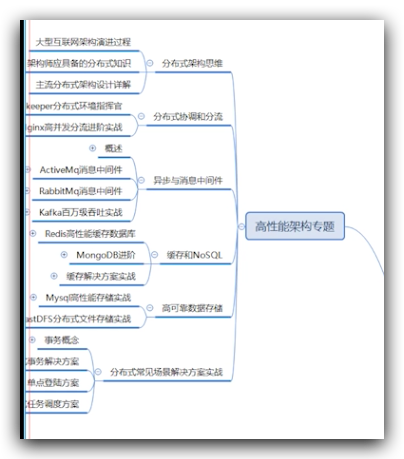 大型互联网架构演进过程
架构师应具备的分布式知识
主流分布式架构设计详解
分布式架构思维
keeper分布式环境指挥官
ginx高并发分流进阶实战
分布式协调和分流
概述
ActiveMq消息中间件
RabbitMq消息中间件
Kafka百万级吞吐实战
异步与消息中间件
Redis高性能缓存数据库
MongoDB进阶
缓存解决方案实战
缓存和NoSQL
Mysql高性能存储实战
astDFS分布式文件存储实战
高可靠数据存储
事务概念
事务解决方案
单点登陆方案
任务调度方案
分布式常见场景解决方案实战
高性能架构专题